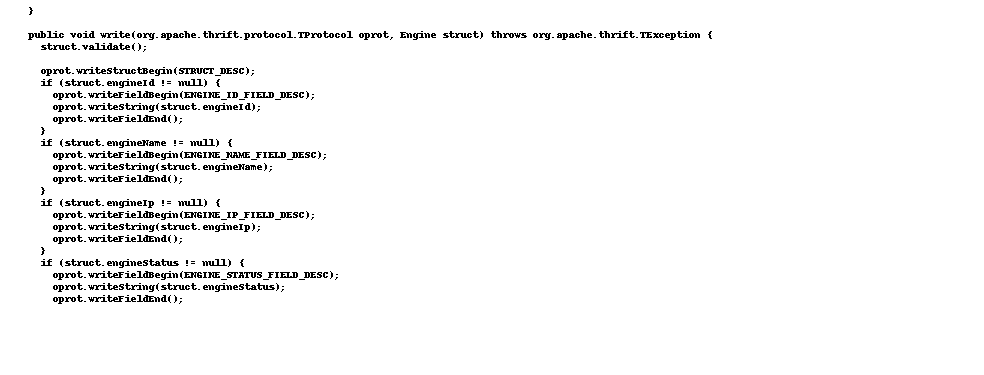 }
public void write(org.apache.thrift.protocol.TProtocol oprot, Engine struct) throws org.apache.thrift.TException {
struct.validate();
oprot.writeStructBegin(STRUCT_DESC);
if (struct.engineId != null) {
oprot.writeFieldBegin(ENGINE_ID_FIELD_DESC);
oprot.writeString(struct.engineId);
oprot.writeFieldEnd();
}
if (struct.engineName != null) {
oprot.writeFieldBegin(ENGINE_NAME_FIELD_DESC);
oprot.writeString(struct.engineName);
oprot.writeFieldEnd();
}
if (struct.engineIp != null) {
oprot.writeFieldBegin(ENGINE_IP_FIELD_DESC);
oprot.writeString(struct.engineIp);
oprot.writeFieldEnd();
}
if (struct.engineStatus != null) {
oprot.writeFieldBegin(ENGINE_STATUS_FIELD_DESC);
oprot.writeString(struct.engineStatus);
oprot.writeFieldEnd();